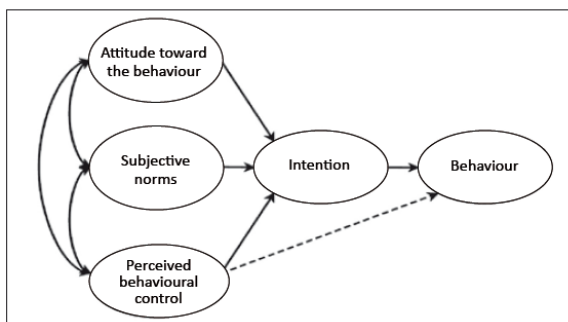 Attitude toward
the behaviour
Subjective
norms
Intention
Behaviour
Perceived
behavioural
control